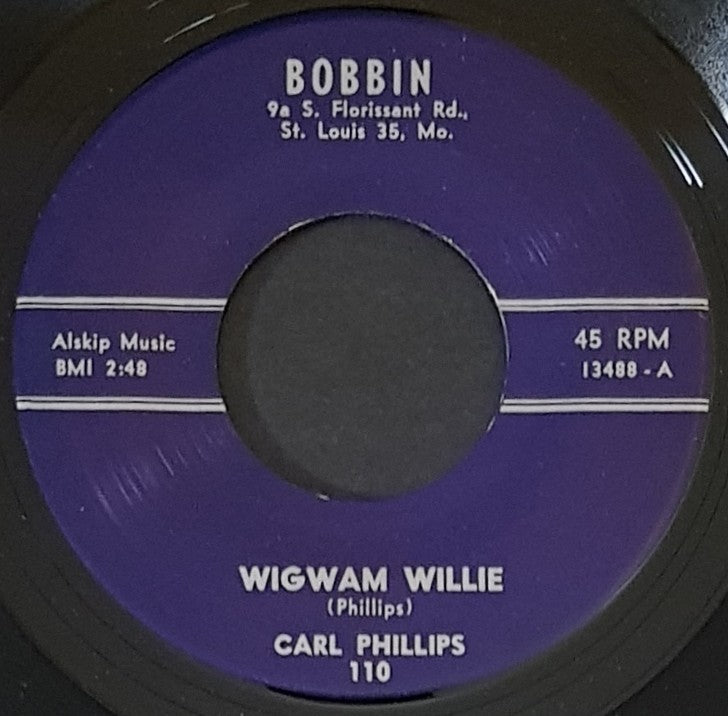 BOBBIN
9a S. Florissant Rd.,
St. Louis 35, Mo.
Alskip Music
BMI 2:48
45 RPM
13488 - A
WIGWAM WILLIE
(Phillips)
CARL PHILLIPS
110